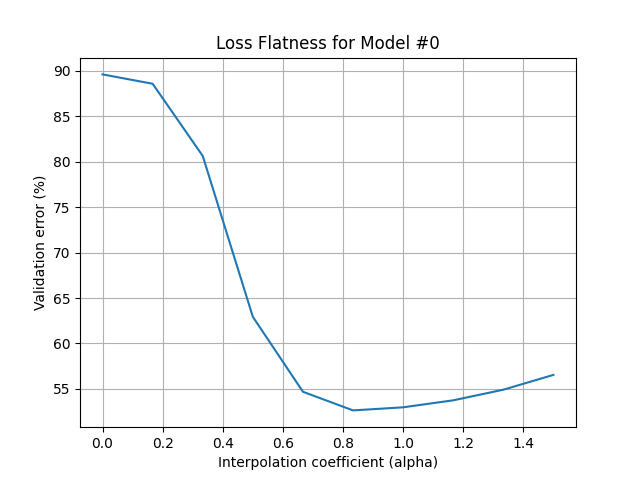 Loss Flatness for Model #0
90
85
80
75
70
65
60
55
Validation error (%)
0.0 0.2 0.4 0.6 0.8 1.0 1.2 1.4
Interpolation coefficient (alpha)